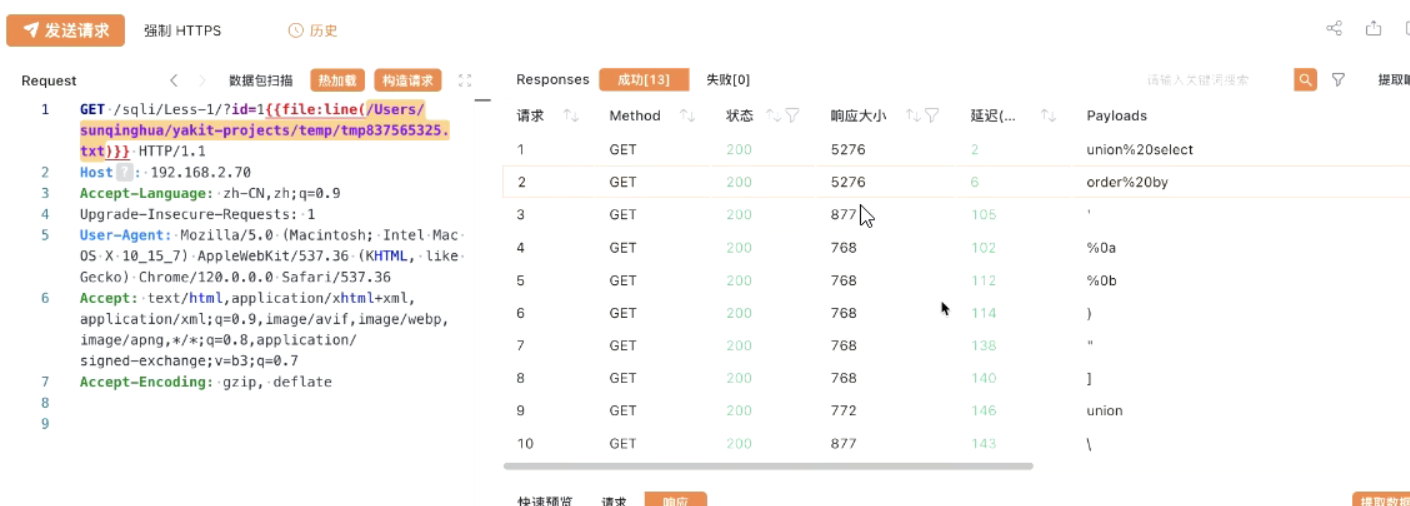 发送请求 强制 HTTPS 历史
Request 数据包扫描 热加载 构造请求
1 GET /sqli/Less-1/?id=1{{file:line(/Users/
sunqinghua/yakit-projects/temp/tmp837565325.
txt)}} HTTP/1.1
2 Host ? : 192.168.2.70
3 Accept-Language: zh-CN,zh;q=0.9
4 Upgrade-Insecure-Requests: 1
5 User-Agent: Mozilla/5.0 (Macintosh; Intel Mac
OS X 10_15_7) AppleWebKit/537.36 (KHTML, like
Gecko) Chrome/120.0.0.0 Safari/537.36
6 Accept: text/html,application/xhtml+xml,
application/xml;q=0.9,image/avif,image/webp,
image/apng,*/*;q=0.8,application/
signed-exchange;v=b3;q=0.7
7 Accept-Encoding: gzip, deflate
8
9
Responses 成功[13] 失败[0] 请输入关键词搜索
请求 Method 状态 响应大小 延迟(... Payloads
1 GET 200 5276 2 union%20select
2 GET 200 5276 6 order%20by
3 GET 200 877 105 '
4 GET 200 768 102 %0a
5 GET 200 768 112 %0b
6 GET 200 768 114 )
7 GET 200 768 138 "
8 GET 200 768 140 ]
9 GET 200 772 146 union
10 GET 200 877 143 \
快速预览 请求 响应 提取数据